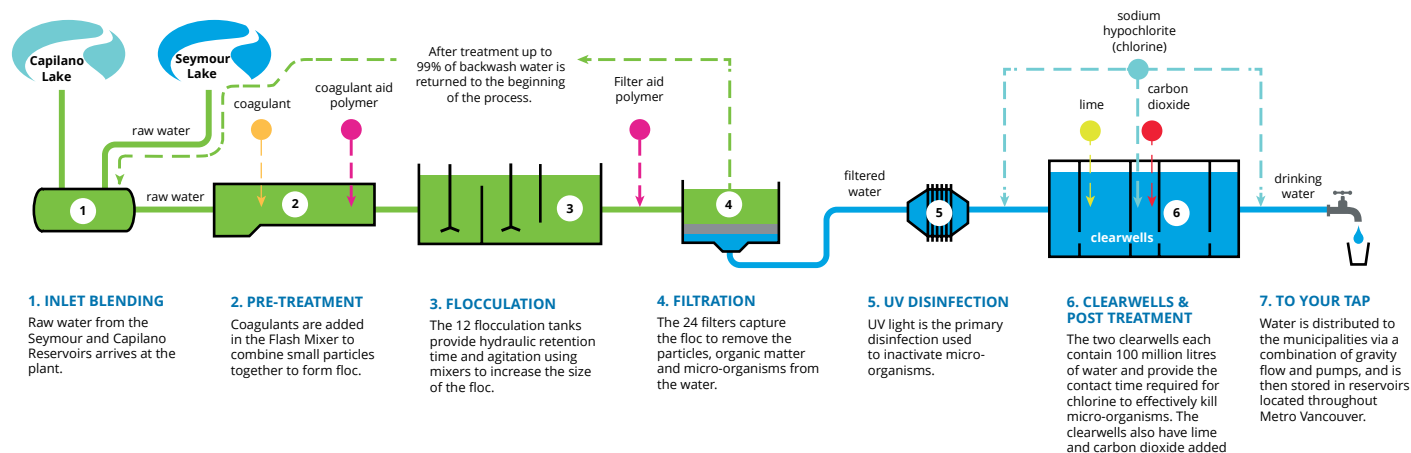 Capilano
Lake
Seymour
Lake
raw water
raw water
1
After treatment up to
99% of backwash water is
returned to the beginning
of the process.
coagulant
coagulant aid
polymer
2
3
Filter aid
polymer
4
filtered
water
5
sodium
hypochlorite
(chlorine)
lime
carbon
dioxide
6
clearwells
drinking
water
1. INLET BLENDING
Raw water from the
Seymour and Capilano
Reservoirs arrives at the
plant.
2. PRE-TREATMENT
Coagulants are added
in the Flash Mixer to
combine small particles
together to form floc.
3. FLOCCULATION
The 12 flocculation tanks
provide hydraulic retention
time and agitation using
mixers to increase the size
of the floc.
4. FILTRATION
The 24 filters capture
the floc to remove the
particles, organic matter
and micro-organisms from
the water.
5. UV DISINFECTION
UV light is the primary
disinfection used
to inactivate micro-
organisms.
6. CLEARWELLS &
POST TREATMENT
The two clearwells each
contain 100 million litres
of water and provide the
contact time required for
chlorine to effectively kill
micro-organisms. The
clearwells also have lime
and carbon dioxide added
7. TO YOUR TAP
Water is distributed to
the municipalities via a
combination of gravity
flow and pumps, and is
then stored in reservoirs
located throughout
Metro Vancouver.